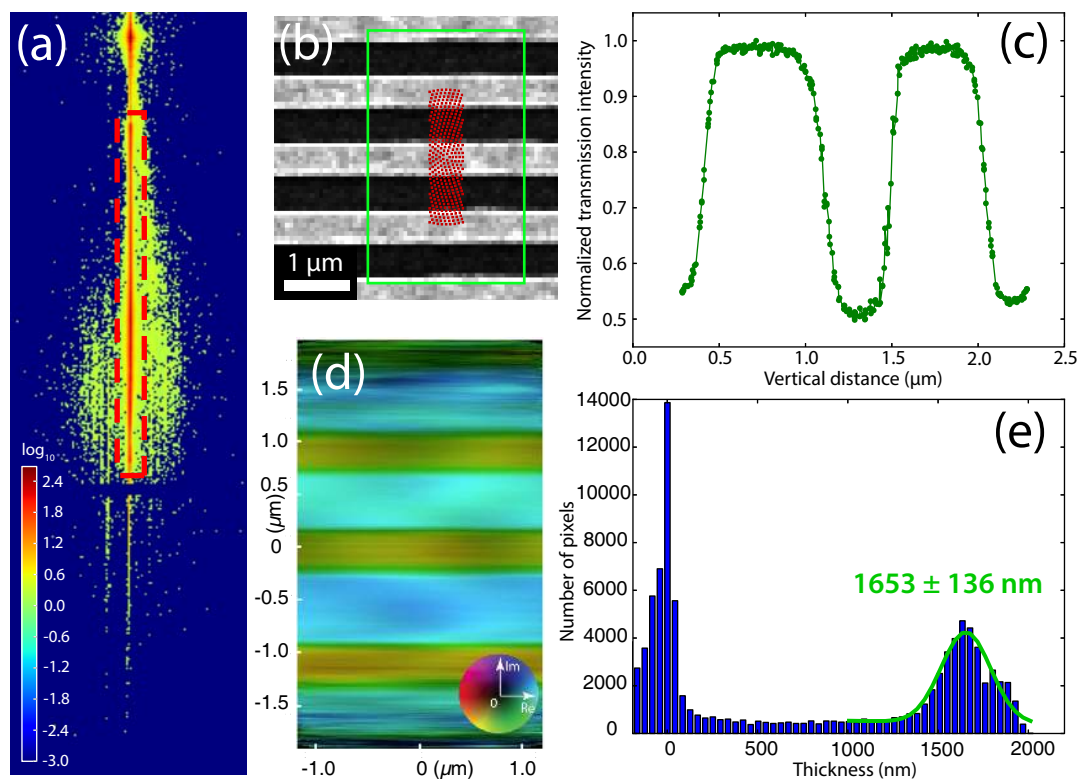 (a)
log10
2.4
1.8
1.2
0.6
0.0
-0.6
-1.2
-1.8
-2.4
-3.0
(b)
1 µm
(c)
Normalized transmission intensity
1.0
0.9
0.8
0.7
0.6
0.5
0.0
0.5
1.0
1.5
2.0
2.5
Vertical distance (µm)
(d)
(µm)
1.5
1.0
0.5
0
-0.5
-1.0
-1.5
Im
0
Re
-1.0
0 (µm)
1.0
(e)
Number of pixels
14000
12000
10000
8000
6000
4000
2000
0
1653 ± 136 nm
0
500
1000
1500
2000
Thickness (nm)